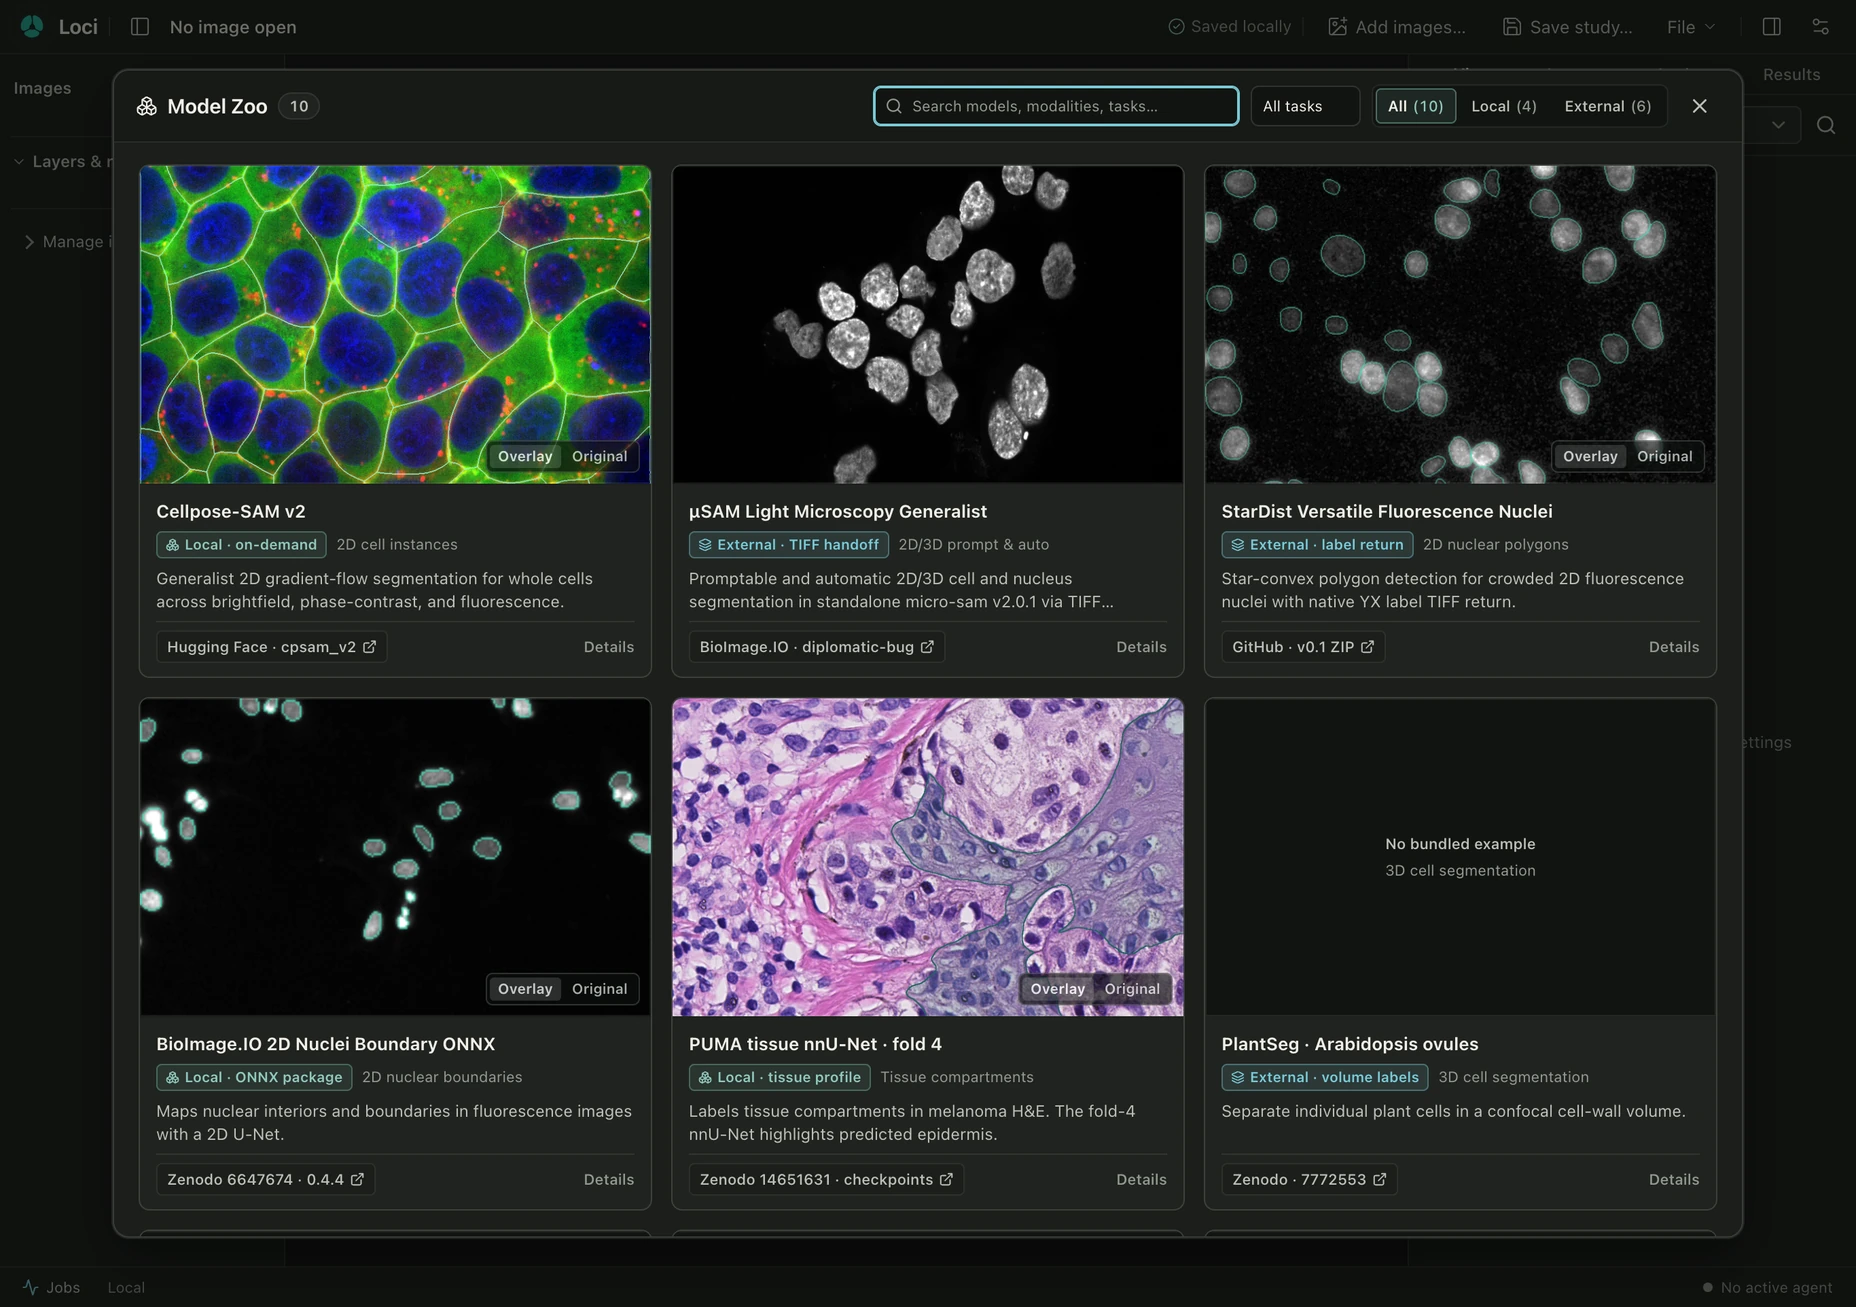 Loci
No image open
Saved locally
Add images...
Save study...
File
Images
Results
Model Zoo 10
Search models, modalities, tasks...
All tasks
All (10)
Local (4)
External (6)
Layers & r
Manage i
ettings
Overlay Original
Overlay Original
Cellpose-SAM v2
Local · on-demand 2D cell instances
Generalist 2D gradient-flow segmentation for whole cells
across brightfield, phase-contrast, and fluorescence.
Hugging Face · cpsam_v2 Details
μSAM Light Microscopy Generalist
External · TIFF handoff 2D/3D prompt & auto
Promptable and automatic 2D/3D cell and nucleus
segmentation in standalone micro-sam v2.0.1 via TIFF...
BioImage.IO · diplomatic-bug Details
StarDist Versatile Fluorescence Nuclei
External · label return 2D nuclear polygons
Star-convex polygon detection for crowded 2D fluorescence
nuclei with native YX label TIFF return.
GitHub · v0.1 ZIP Details
Overlay Original
Overlay Original
No bundled example
3D cell segmentation
BioImage.IO 2D Nuclei Boundary ONNX
Local · ONNX package 2D nuclear boundaries
Maps nuclear interiors and boundaries in fluorescence images
with a 2D U-Net.
Zenodo 6647674 · 0.4.4 Details
PUMA tissue nnU-Net · fold 4
Local · tissue profile Tissue compartments
Labels tissue compartments in melanoma H&E. The fold-4
nnU-Net highlights predicted epidermis.
Zenodo 14651631 · checkpoints Details
PlantSeg · Arabidopsis ovules
External · volume labels 3D cell segmentation
Separate individual plant cells in a confocal cell-wall volume.
Zenodo · 7772553 Details
Jobs
Local
No active agent